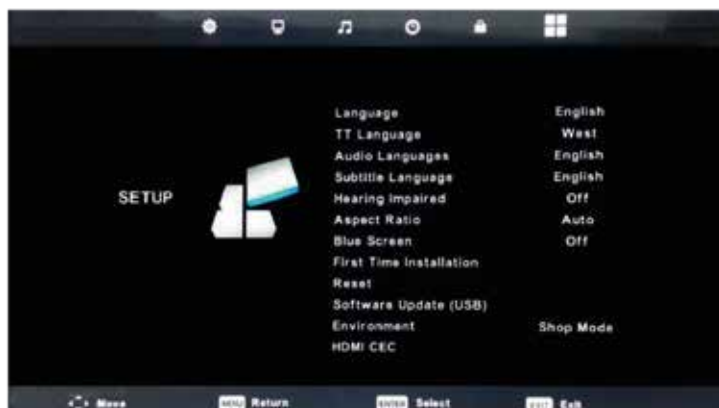 SETUP
Language English
TT Language West
Audio Languages English
Subtitle Language English
Hearing Impaired Off
Aspect Ratio Auto
Blue Screen Off
First Time Installation
Reset
Software Update (USB)
Environment Shop Mode
HDMI CEC
Move MENU Return ENTER Select EXIT Exit